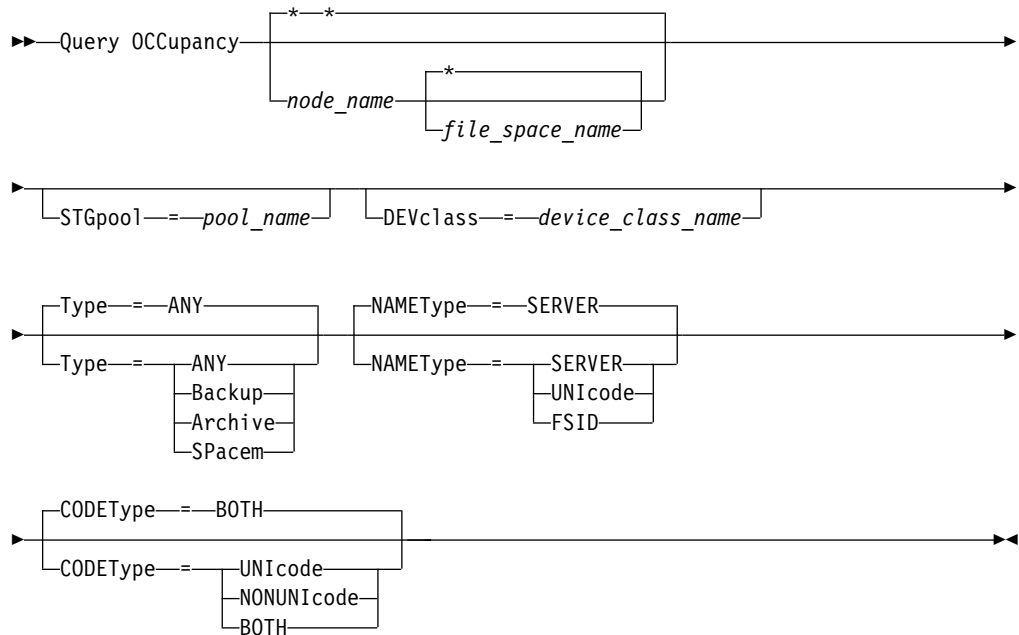 * *
Query OCCupancy
node_name
*
file_space_name
STGpool = pool_name
DEVclass = device_class_name
Type = ANY
Type = ANY
Backup
Archive
SPacem
NAMEType = SERVER
NAMEType = SERVER
UNIcode
FSID
CODEType = BOTH
CODEType = UNIcode
NONUNIcode
BOTH